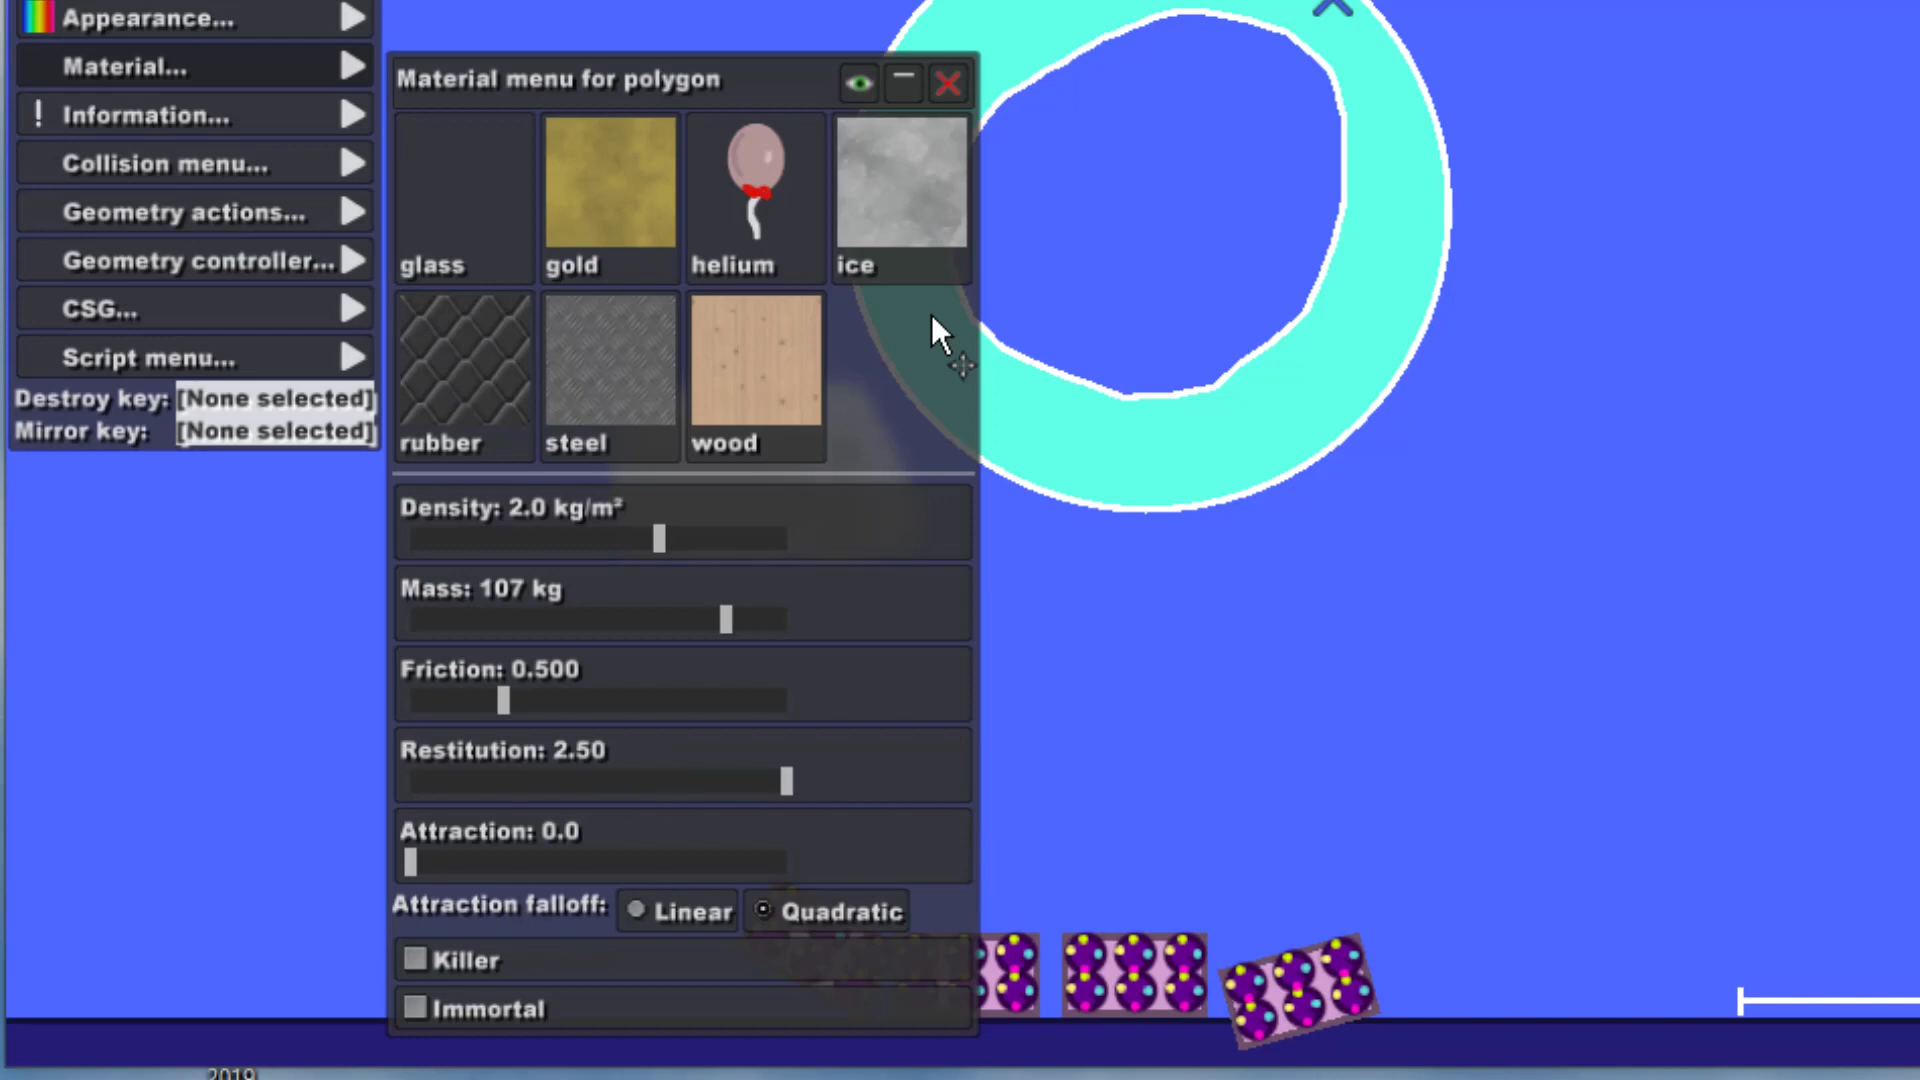 Appearance...
Material...
! Information...
Collision menu...
Geometry actions...
Geometry controller...
CSG...
Script menu...
Destroy key: [None selected]
Mirror key: [None selected]
Material menu for polygon
glass gold helium ice
rubber steel wood
Density: 2.0 kg/m²
Mass: 107 kg
Friction: 0.500
Restitution: 2.50
Attraction: 0.0
Attraction falloff: Linear Quadratic
Killer
Immortal
2019